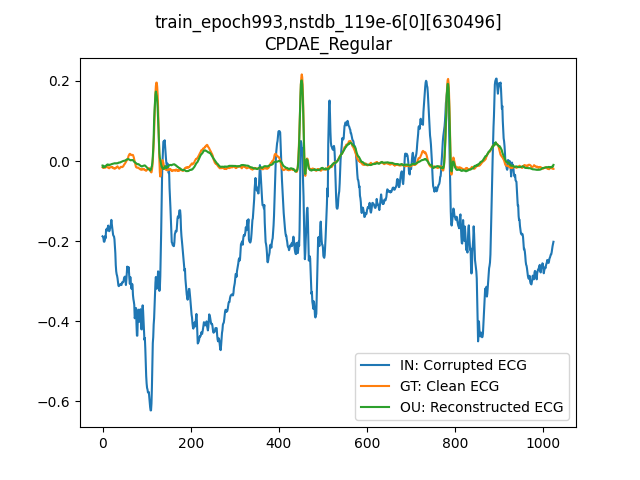 train_epoch993,nstdb_119e-6[0][630496]
CPDAE_Regular
0.2
0.0
−0.2
−0.4
−0.6
0
200
400
600
800
1000
IN: Corrupted ECG
GT: Clean ECG
OU: Reconstructed ECG